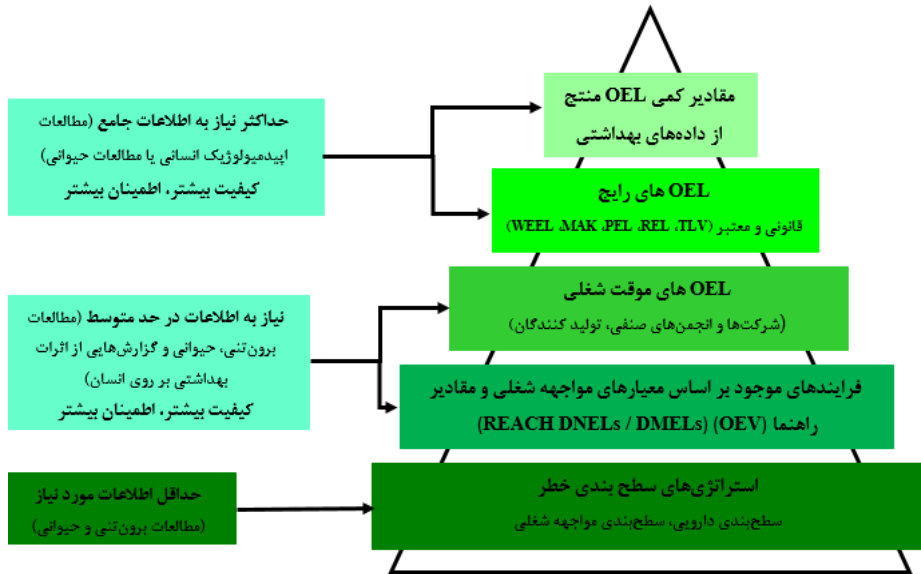 مقادیر کمی OEL منتج
از داده‌های بهداشتی
حداکثر نیاز به اطلاعات جامع (مطالعات
اپیدمیولوژیک انسانی یا مطالعات حیوانی)
کیفیت بیشتر، اطمینان بیشتر
OEL های رایج
قانونی و معتبر (WEEL ،MAK ،PEL ،REL ،TLV)
OEL های موقت شغلی
(شرکت‌ها و انجمن‌های صنفی، تولید کنندگان)
نیاز به اطلاعات در حد متوسط (مطالعات
برون‌تنی، حیوانی و گزارش‌هایی از اثرات
بهداشتی بر روی انسان)
کیفیت بیشتر، اطمینان بیشتر
فرایندهای موجود بر اساس معیارهای مواجهه شغلی و مقادیر
راهنما (OEV) (REACH DNELs / DMELs)
استراتژی‌های سطح بندی خطر
سطح‌بندی دارویی، سطح‌بندی مواجهه شغلی
حداقل اطلاعات مورد نیاز
(مطالعات برون‌تنی و حیوانی)